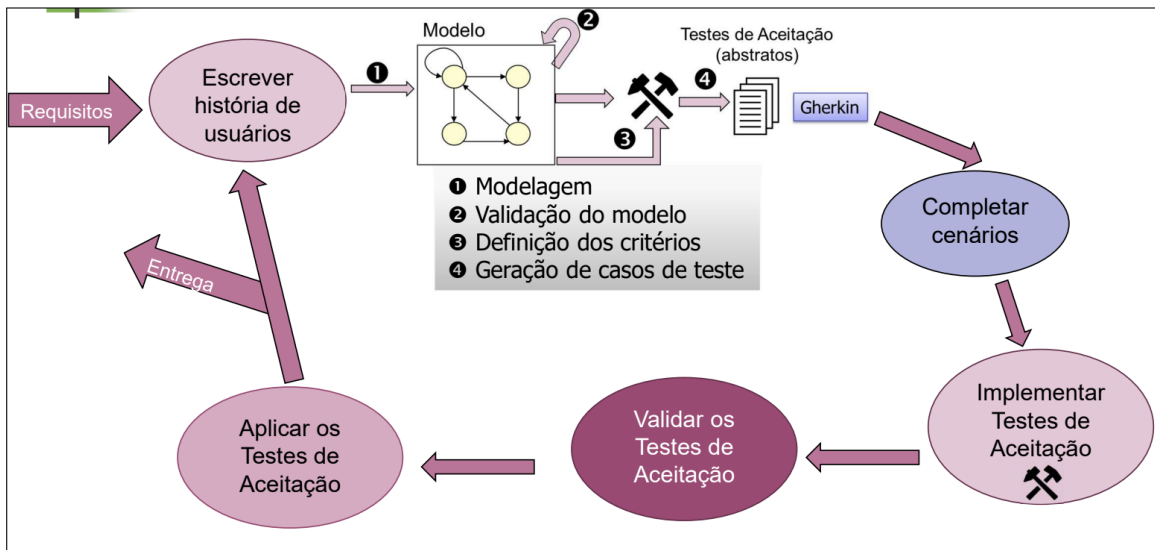 Requisitos
Escrever
história de
usuários
❶
Modelo
❷
❸
❹
Testes de Aceitação
(abstratos)
Gherkin
❶ Modelagem
❷ Validação do modelo
❸ Definição dos critérios
❹ Geração de casos de teste
Completar
cenários
Implementar
Testes de
Aceitação
Validar os
Testes de
Aceitação
Aplicar os
Testes de
Aceitação
Entrega